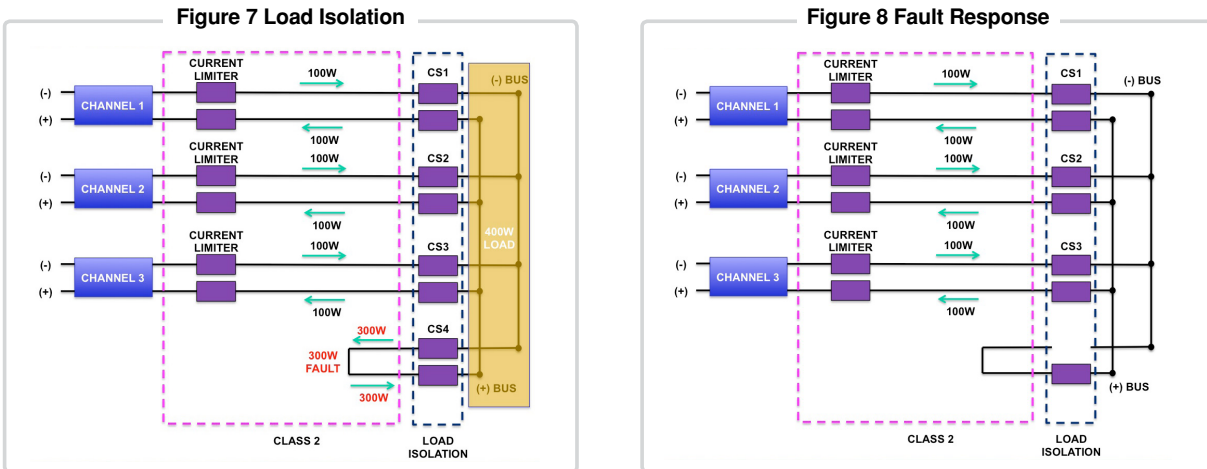 Figure 7 Load Isolation
CURRENT
LIMITER
100W
CS1
(-) BUS
(-)
CHANNEL 1
(+)
100W
CURRENT
LIMITER
100W
CS2
(-)
CHANNEL 2
(+)
100W
400W
LOAD
CURRENT
LIMITER
100W
CS3
(-)
CHANNEL 3
(+)
100W
300W
CS4
300W
FAULT
300W
(+) BUS
CLASS 2
LOAD
ISOLATION
Figure 8 Fault Response
CURRENT
LIMITER
100W
CS1
(-) BUS
(-)
CHANNEL 1
(+)
100W
CURRENT
LIMITER
100W
CS2
(-)
CHANNEL 2
(+)
100W
CURRENT
LIMITER
100W
CS3
(-)
CHANNEL 3
(+)
100W
(+) BUS
CLASS 2
LOAD
ISOLATION